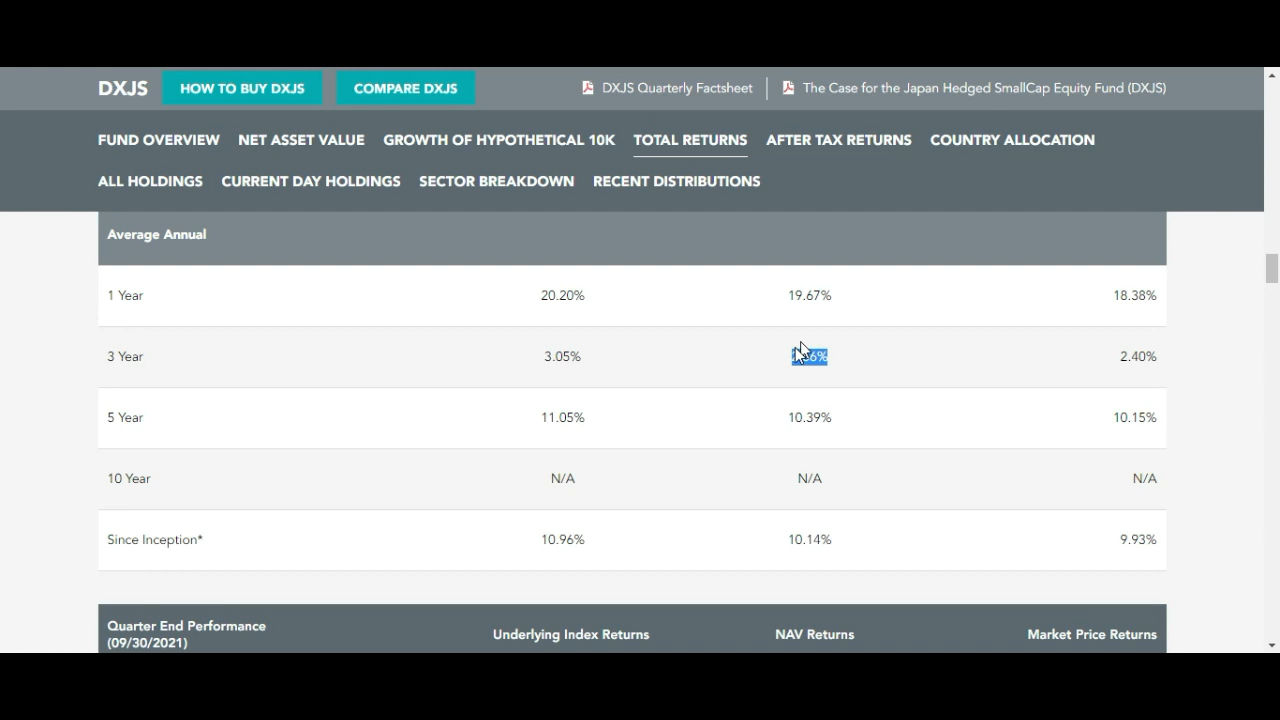 DXJS HOW TO BUY DXJS COMPARE DXJS DXJS Quarterly Factsheet The Case for the Japan Hedged SmallCap Equity Fund (DXJS)
FUND OVERVIEW NET ASSET VALUE GROWTH OF HYPOTHETICAL 10K TOTAL RETURNS AFTER TAX RETURNS COUNTRY ALLOCATION
ALL HOLDINGS CURRENT DAY HOLDINGS SECTOR BREAKDOWN RECENT DISTRIBUTIONS
Average Annual
1 Year 20.20% 19.67% 18.38%
3 Year 3.05% 2.40%
5 Year 11.05% 10.39% 10.15%
10 Year N/A N/A N/A
Since Inception* 10.96% 10.14% 9.93%
Quarter End Performance
(09/30/2021) Underlying Index Returns NAV Returns Market Price Returns